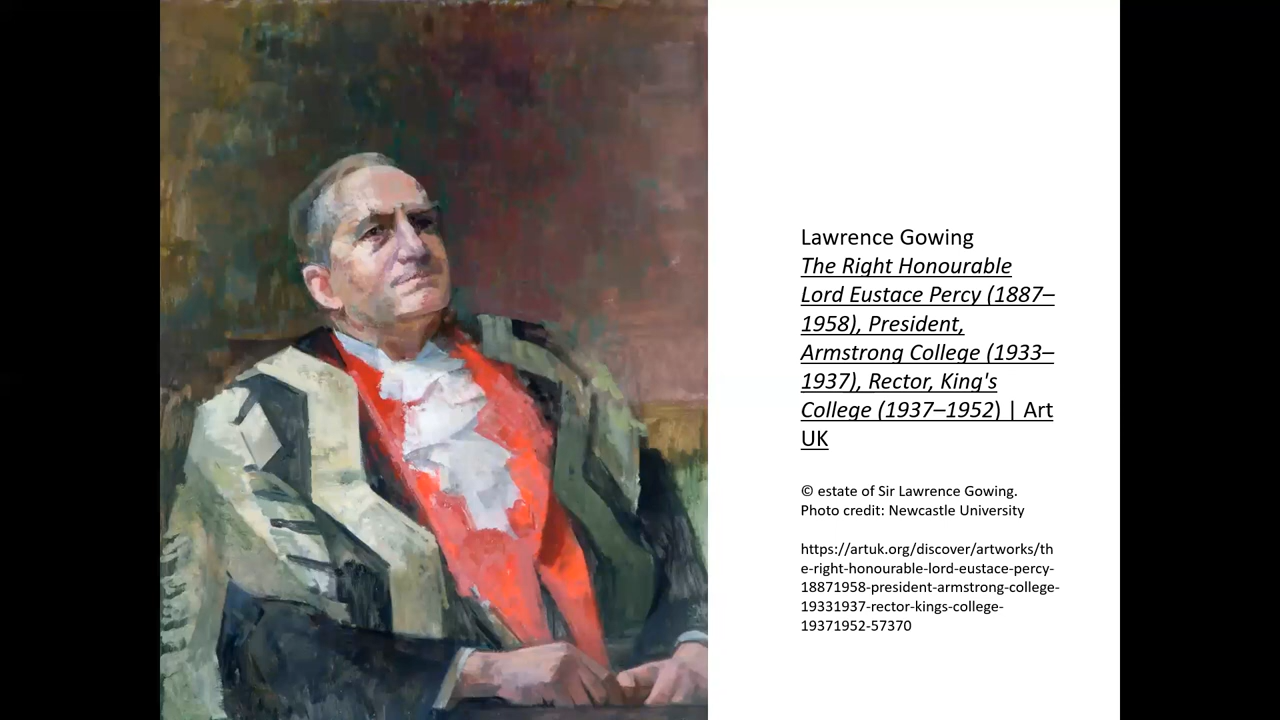 Lawrence Gowing
The Right Honourable
Lord Eustace Percy (1887–
1958), President,
Armstrong College (1933–
1937), Rector, King's
College (1937–1952) | Art
UK
© estate of Sir Lawrence Gowing.
Photo credit: Newcastle University
https://artuk.org/discover/artworks/th
e-right-honourable-lord-eustace-percy-
18871958-president-armstrong-college-
19331937-rector-kings-college-
19371952-57370